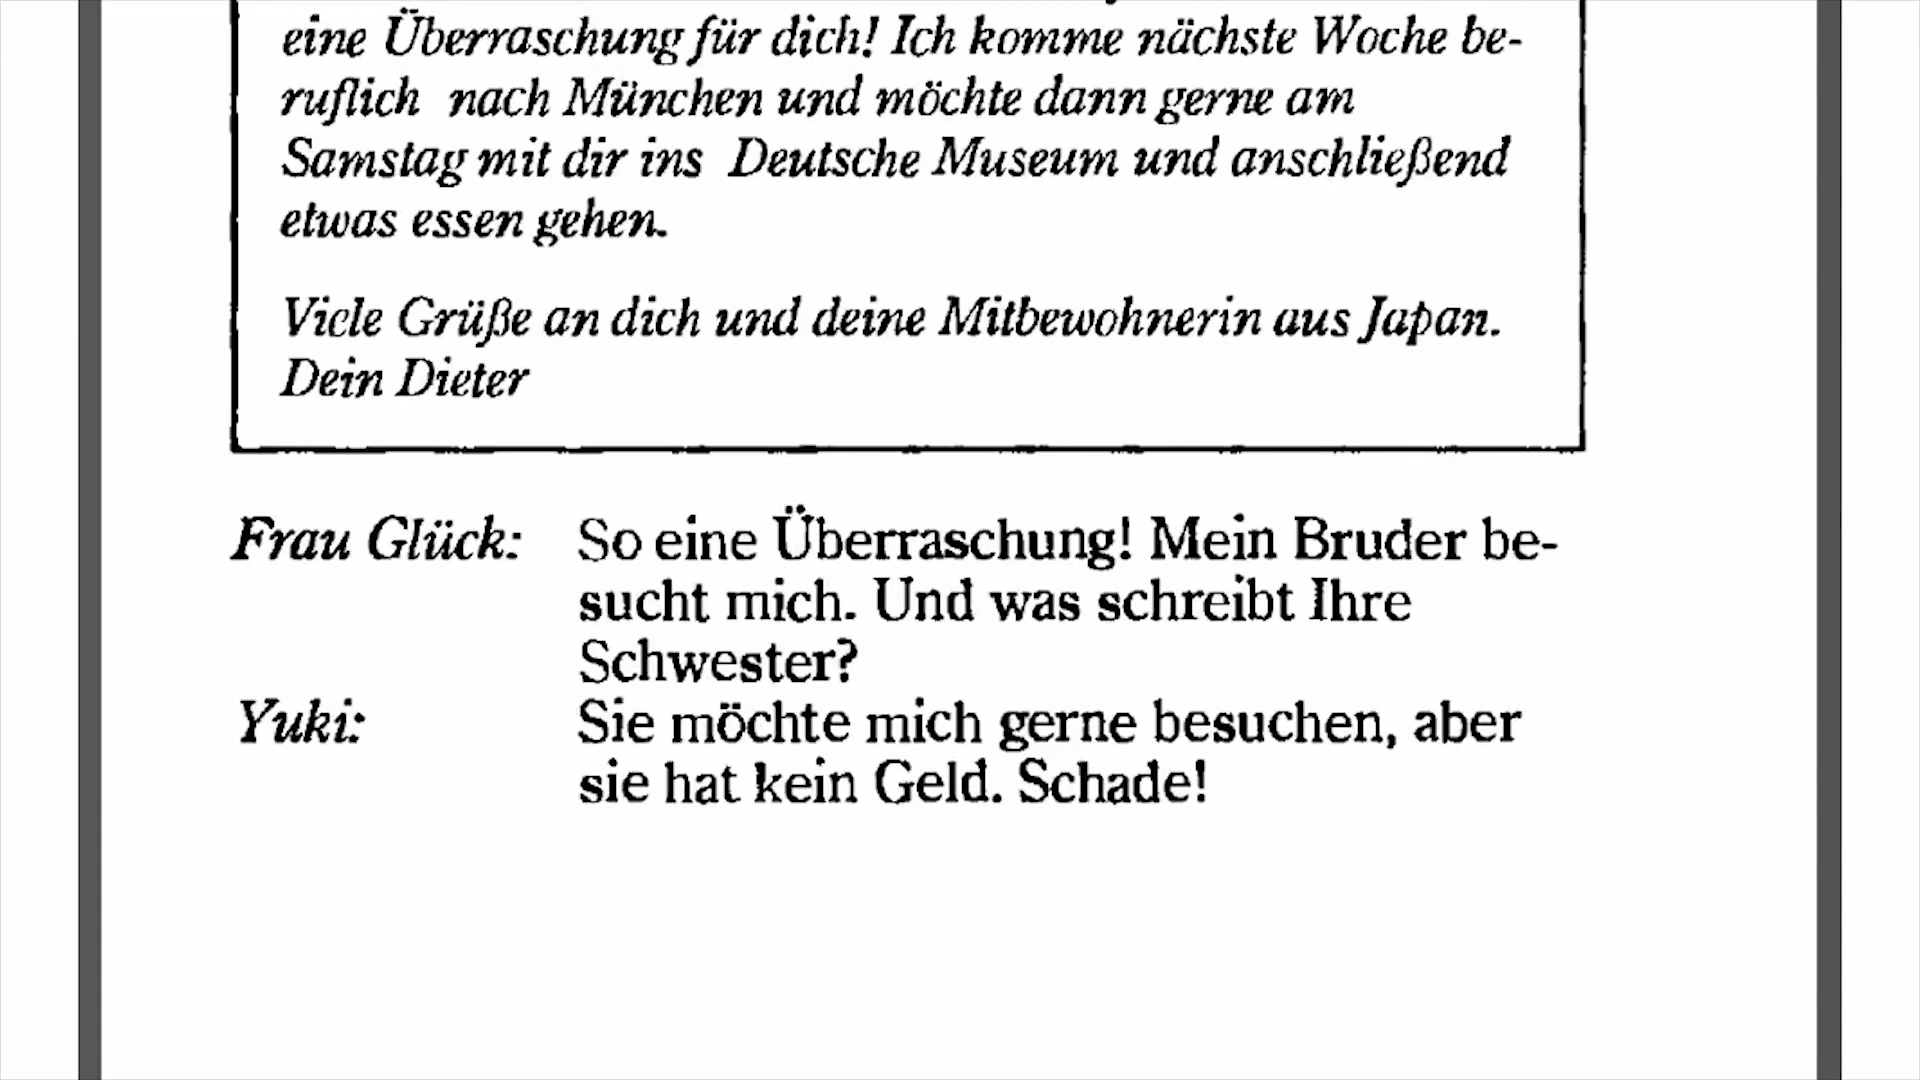 eine Überraschung für dich! Ich komme nächste Woche be-
ruflich nach München und möchte dann gerne am
Samstag mit dir ins Deutsche Museum und anschließend
etwas essen gehen.
Viele Grüße an dich und deine Mitbewohnerin aus Japan.
Dein Dieter
Frau Glück: So eine Überraschung! Mein Bruder be-
sucht mich. Und was schreibt Ihre
Schwester?
Yuki: Sie möchte mich gerne besuchen, aber
sie hat kein Geld. Schade!